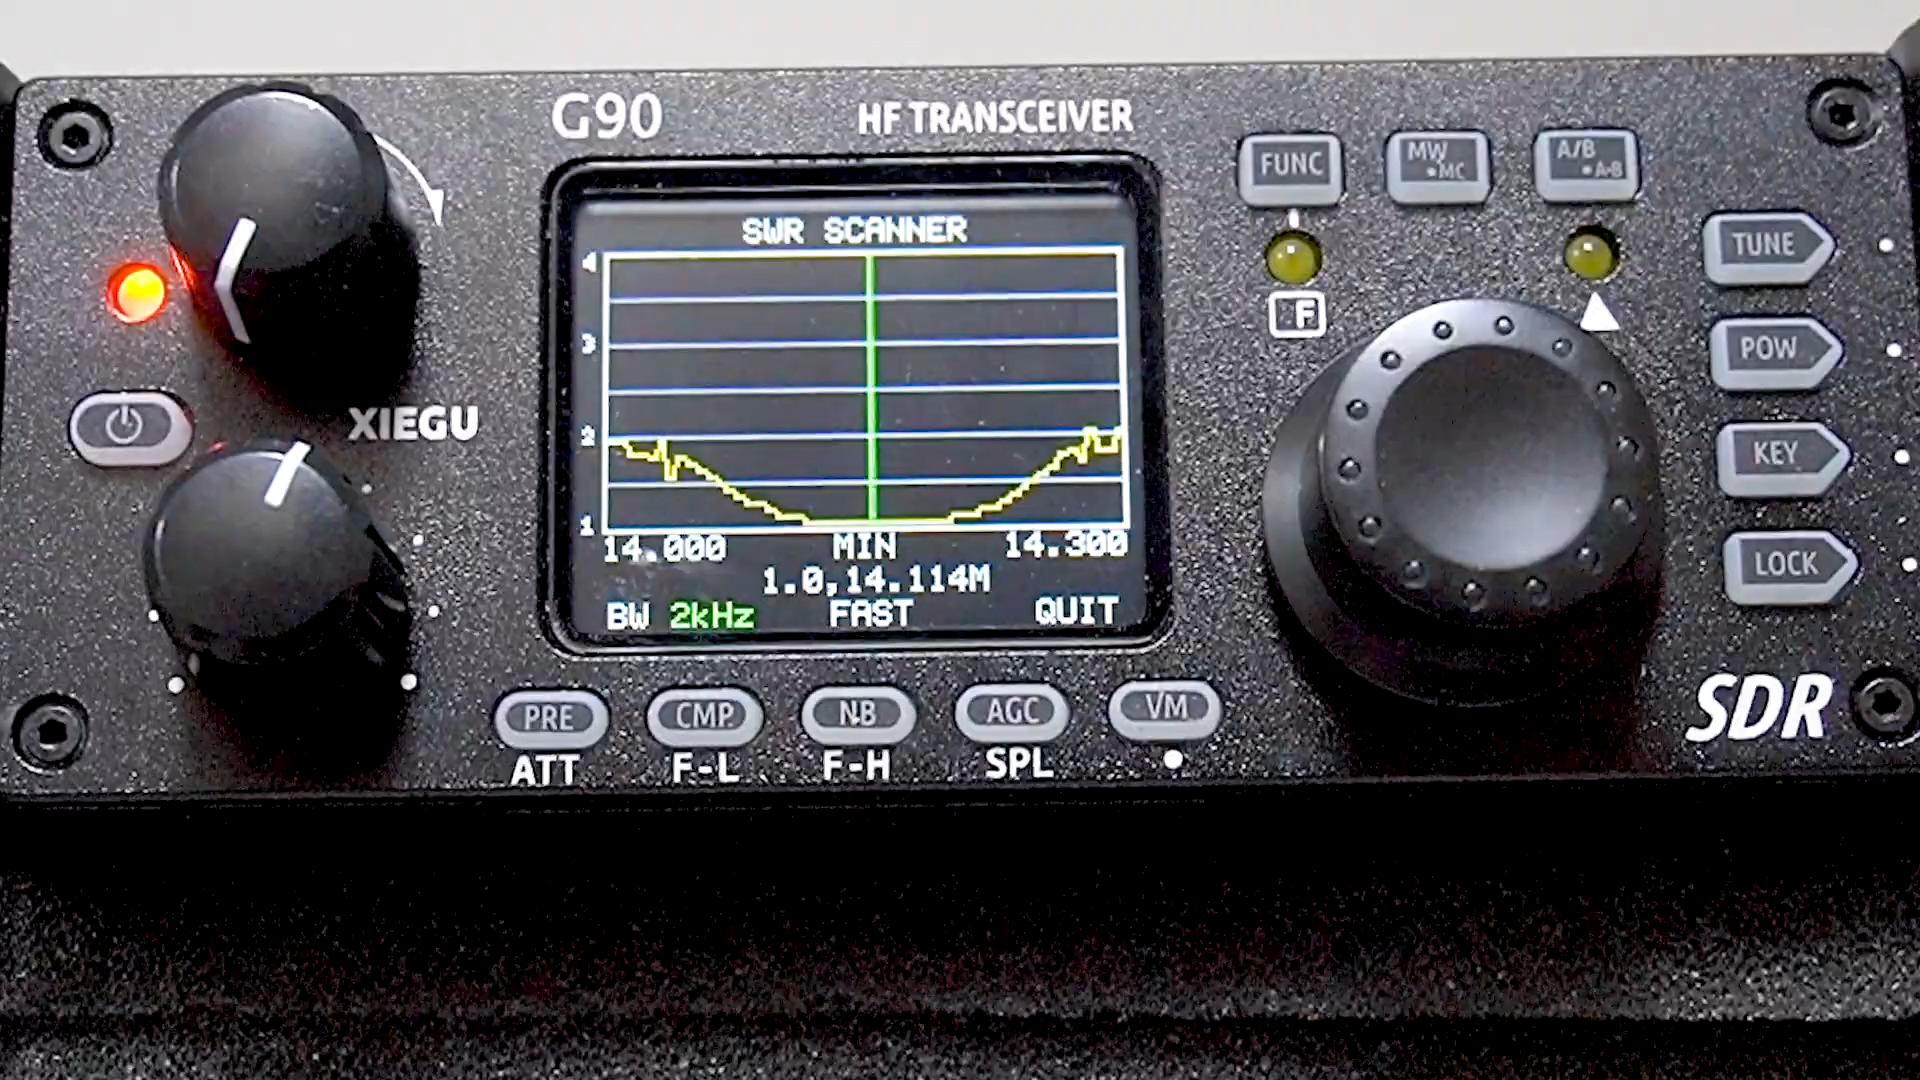 G90 HF TRANSCEIVER
FUNC
MW •MC
A/B •A=B
SWR SCANNER
4
3
2
1
14.000 MIN 14.300
1.0,14.114M
BW 2kHz FAST QUIT
F
TUNE
POW
KEY
LOCK
XIEGU
PRE CMP NB AGC VM
ATT F-L F-H SPL
SDR